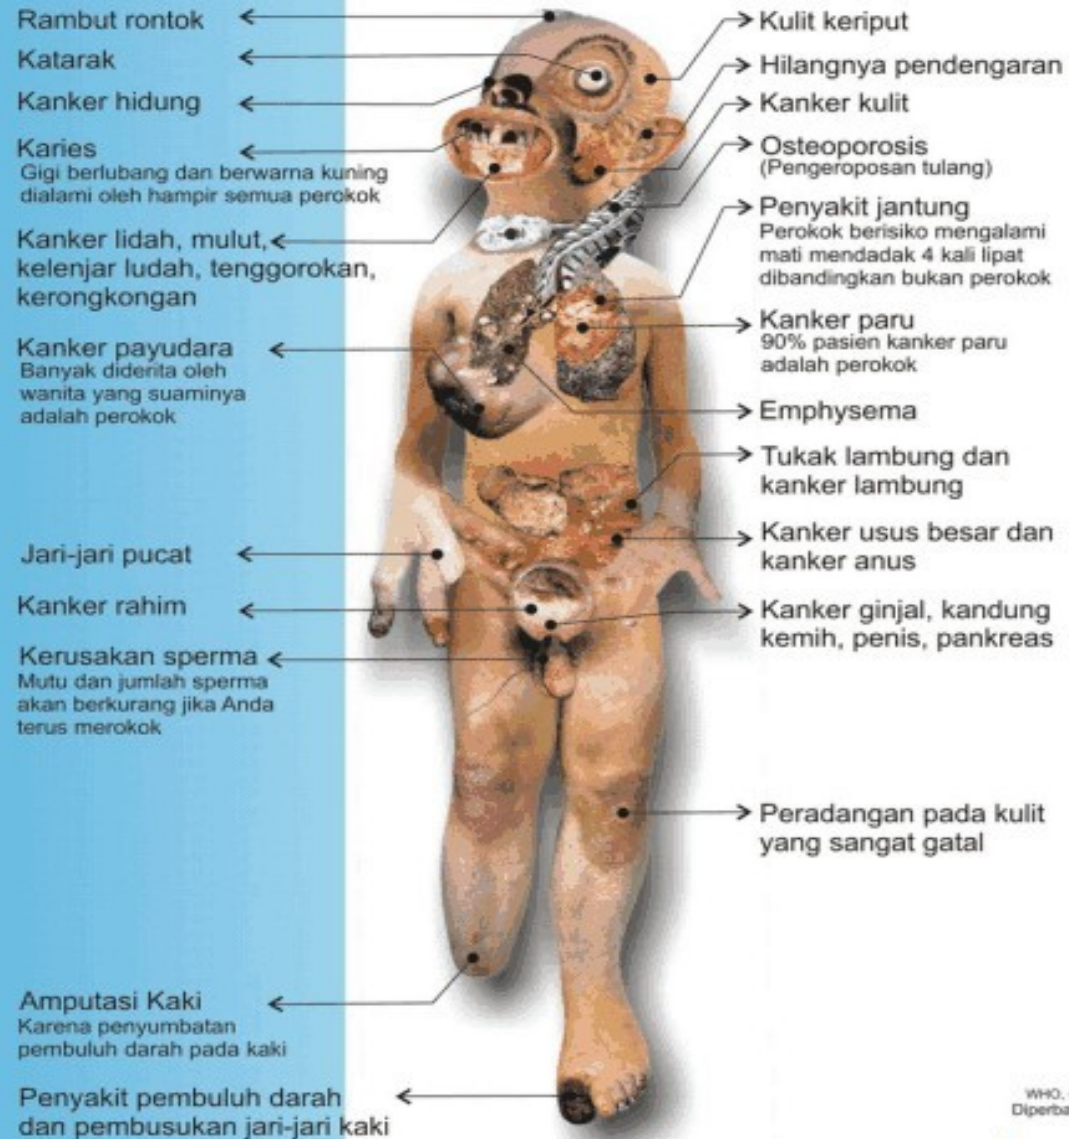 Rambut rontok
Katarak
Kanker hidung
Karies
Gigi berlubang dan berwarna kuning
dialami oleh hampir semua perokok
Kanker lidah, mulut,
kelenjar ludah, tenggorokan,
kerongkongan
Kanker payudara
Banyak diderita oleh
wanita yang suaminya
adalah perokok
Jari-jari pucat
Kanker rahim
Kerusakan sperma
Mutu dan jumlah sperma
akan berkurang jika Anda
terus merokok
Amputasi Kaki
Karena penyumbatan
pembuluh darah pada kaki
Penyakit pembuluh darah
dan pembusukan jari-jari kaki
Kulit keriput
Hilangnya pendengaran
Kanker kulit
Osteoporosis
(Pengeroposan tulang)
Penyakit jantung
Perokok berisiko mengalami
mati mendadak 4 kali lipat
dibandingkan bukan perokok
Kanker paru
90% pasien kanker paru
adalah perokok
Emphysema
Tukak lambung dan
kanker lambung
Kanker usus besar dan
kanker anus
Kanker ginjal, kandung
kemih, penis, pankreas
Peradangan pada kulit
yang sangat gatal
WHO,
Diperba